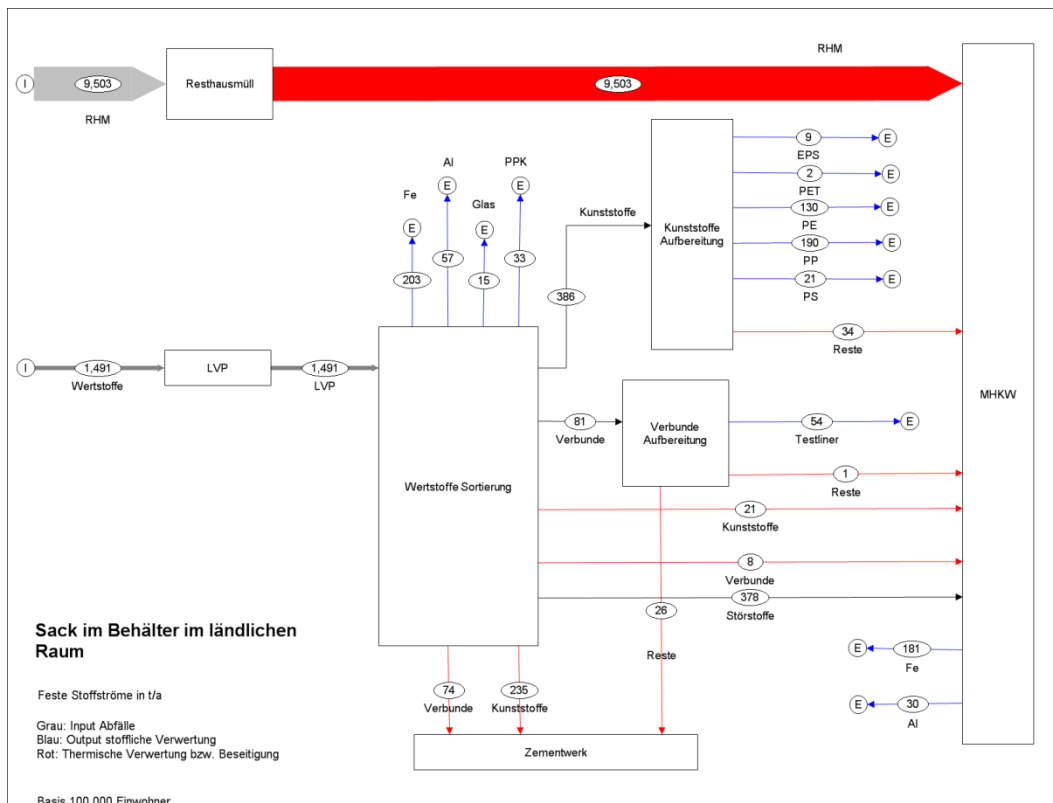 RHM
I
9,503
Resthausmüll
9,503
RHM
9
E
EPS
Al
PPK
E
E
2
E
PET
Fe
Glas
Kunststoffe
Kunststoffe
Aufbereitung
130
E
PE
E
E
190
E
PP
203
57
15
33
21
E
PS
386
34
Reste
I
1,491
Wertstoffe
LVP
1,491
LVP
MHKW
81
Verbunde
Verbunde
Aufbereitung
54
E
Testliner
1
Reste
Wertstoffe Sortierung
21
Kunststoffe
8
Verbunde
378
Störstoffe
26
Reste
Sack im Behälter im ländlichen
Raum
E
181
Fe
Feste Stoffströme in t/a
74
Verbunde
235
Kunststoffe
E
30
Al
Grau: Input Abfälle
Blau: Output stoffliche Verwertung
Rot: Thermische Verwertung bzw. Beseitigung
Zementwerk
Basis 100.000 Einwohner